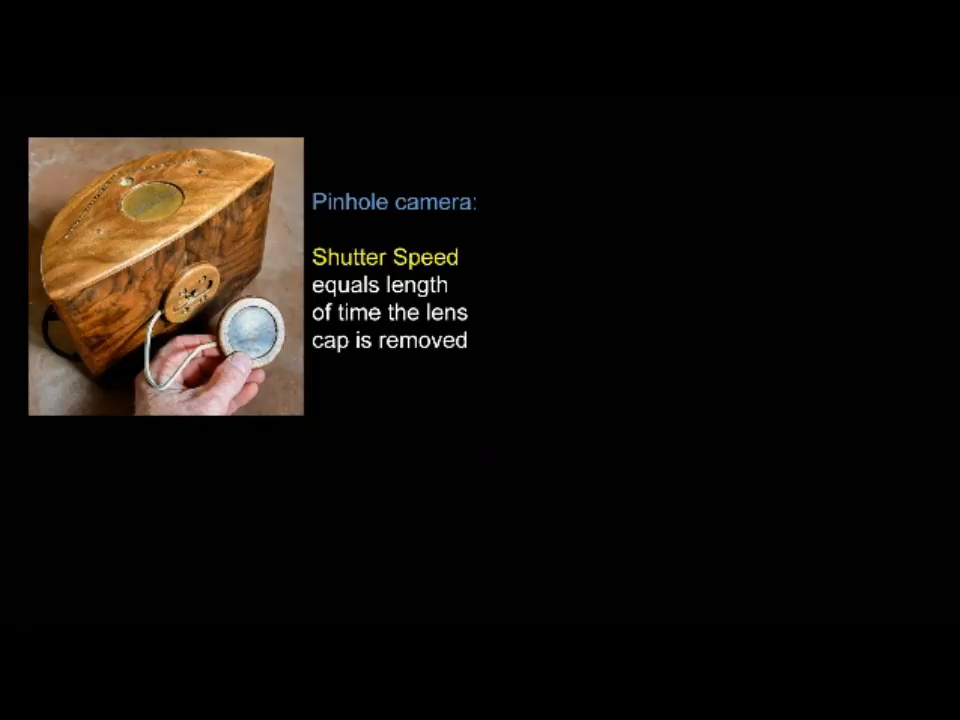 Pinhole camera:
Shutter Speed
equals length
of time the lens
cap is removed